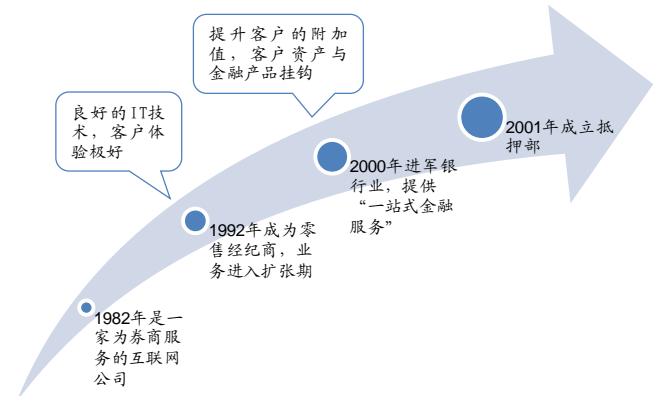 提升客户的附加
值，客户资产与
金融产品挂钩
良好的IT技
术，客户体
验极好
2001年成立抵
押部
2000年进军银
行业，提供
“一站式金融
服务”
1992年成为零
售经纪商，业
务进入扩张期
1982年是一
家为券商服
务的互联网
公司